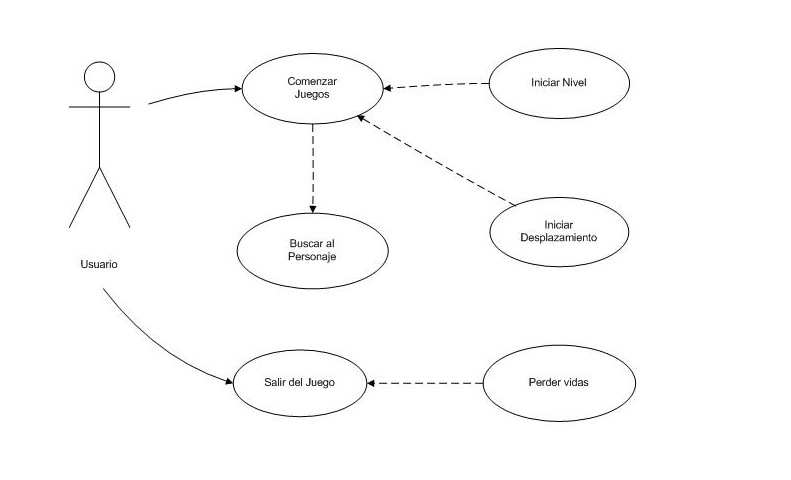 Comenzar
Juegos
Iniciar Nivel
Iniciar
Desplazamiento
Buscar al
Personaje
Usuario
Salir del Juego
Perder vidas